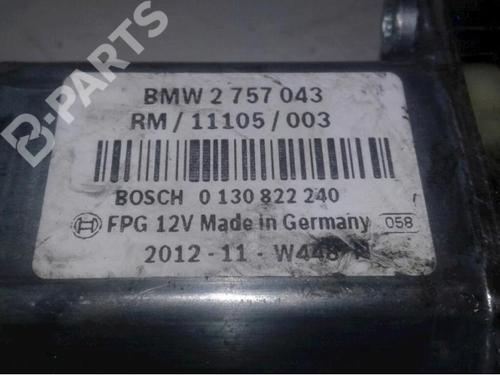 B-PARTS
BMW 2 757 043
RM / 11105 / 003
BOSCH 0 130 822 240
FPG 12V Made in Germany 058
2012 - 11 - W448